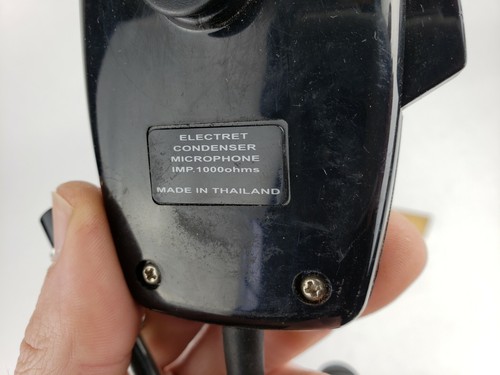 ELECTRET
CONDENSER
MICROPHONE
IMP.1000ohms
MADE IN THAILAND